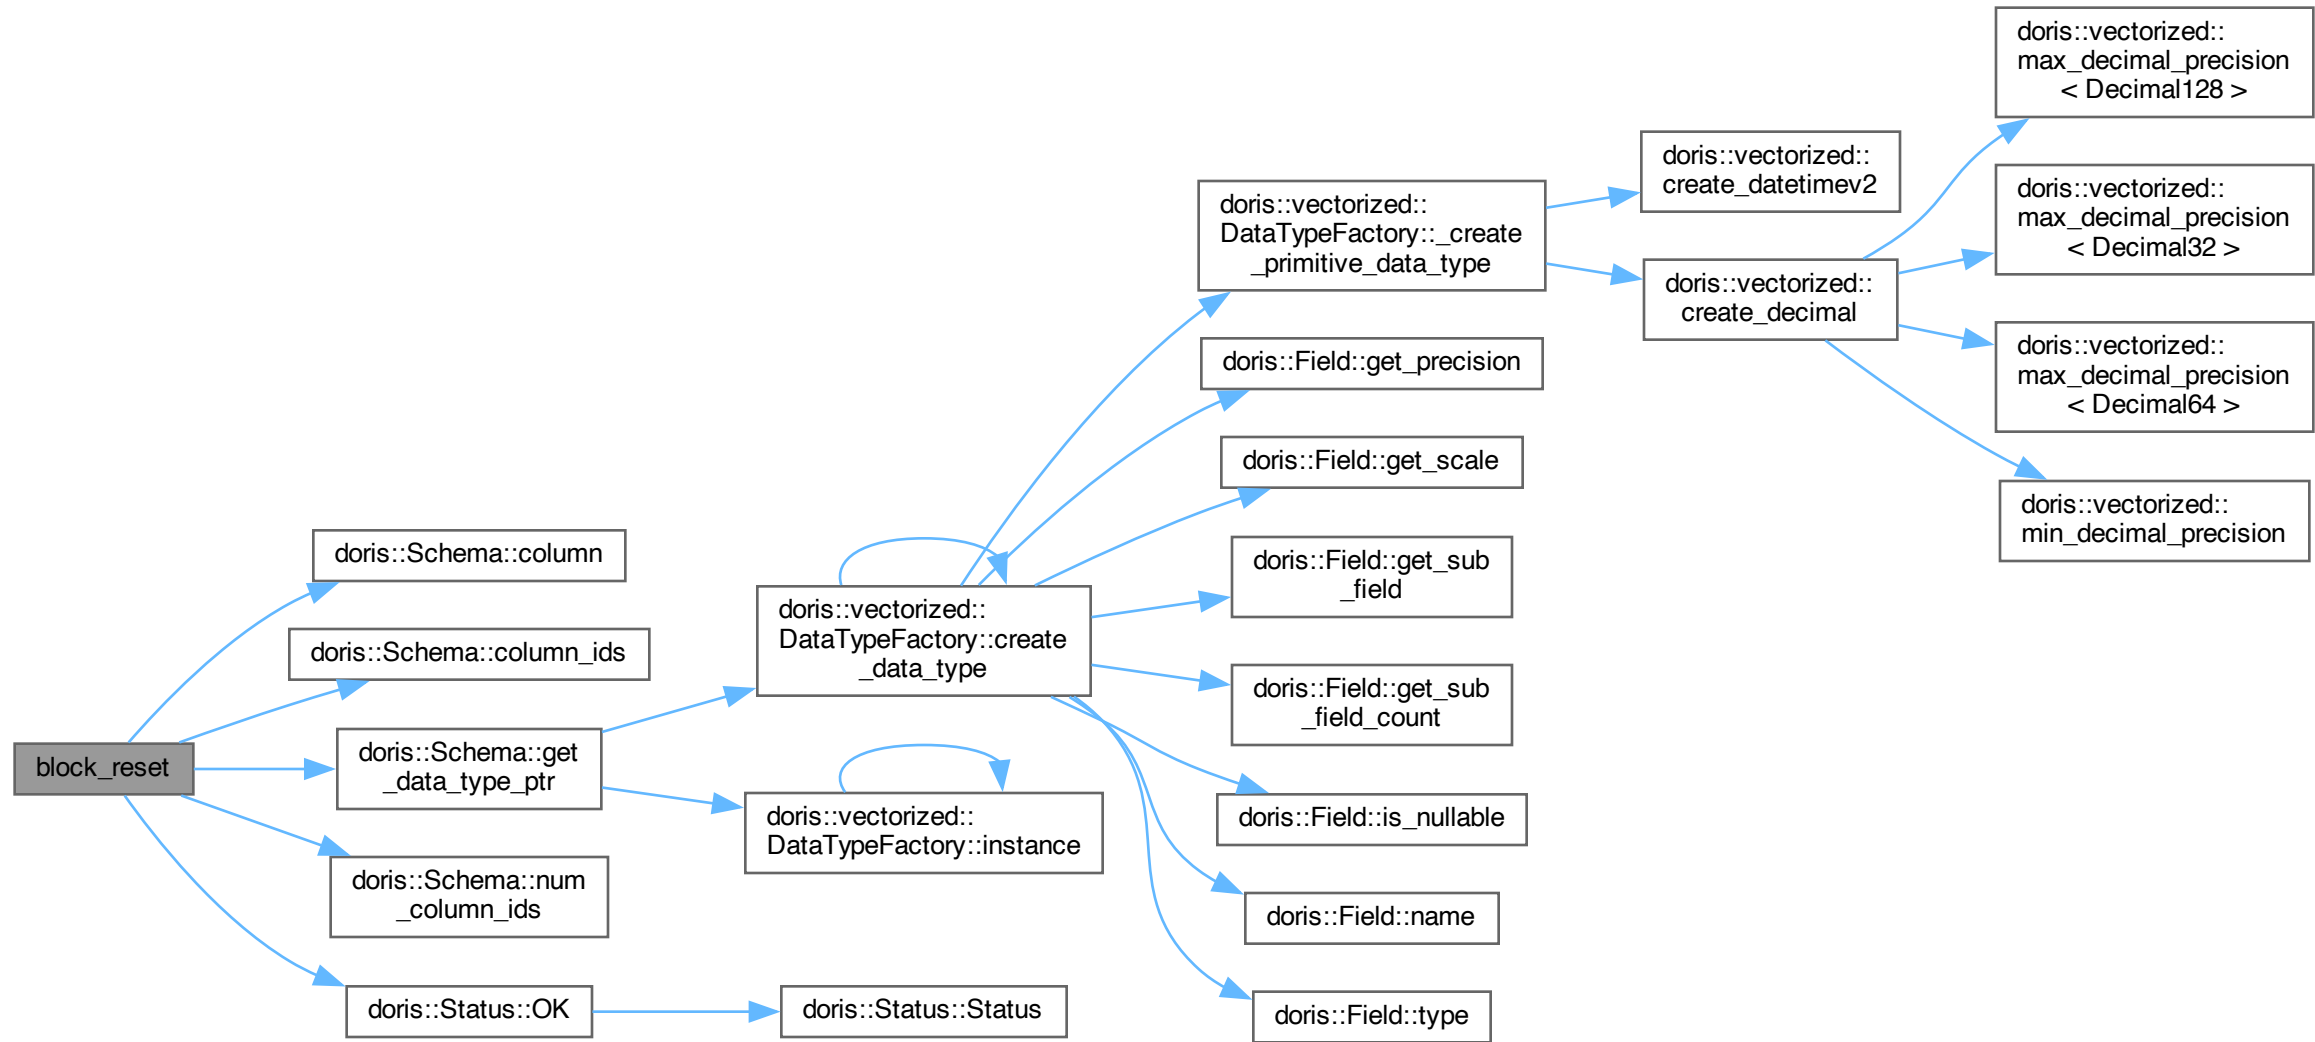 block_reset
doris::Schema::column
doris::Schema::column_ids
doris::Schema::get
_data_type_ptr
doris::Schema::num
_column_ids
doris::Status::OK
doris::vectorized::
DataTypeFactory::create
_data_type
doris::vectorized::
DataTypeFactory::instance
doris::Status::Status
doris::vectorized::
DataTypeFactory::_create
_primitive_data_type
doris::Field::get_precision
doris::Field::get_scale
doris::Field::get_sub
_field
doris::Field::get_sub
_field_count
doris::Field::is_nullable
doris::Field::name
doris::Field::type
doris::vectorized::
create_datetimev2
doris::vectorized::
create_decimal
doris::vectorized::
max_decimal_precision
< Decimal128 >
doris::vectorized::
max_decimal_precision
< Decimal32 >
doris::vectorized::
max_decimal_precision
< Decimal64 >
doris::vectorized::
min_decimal_precision